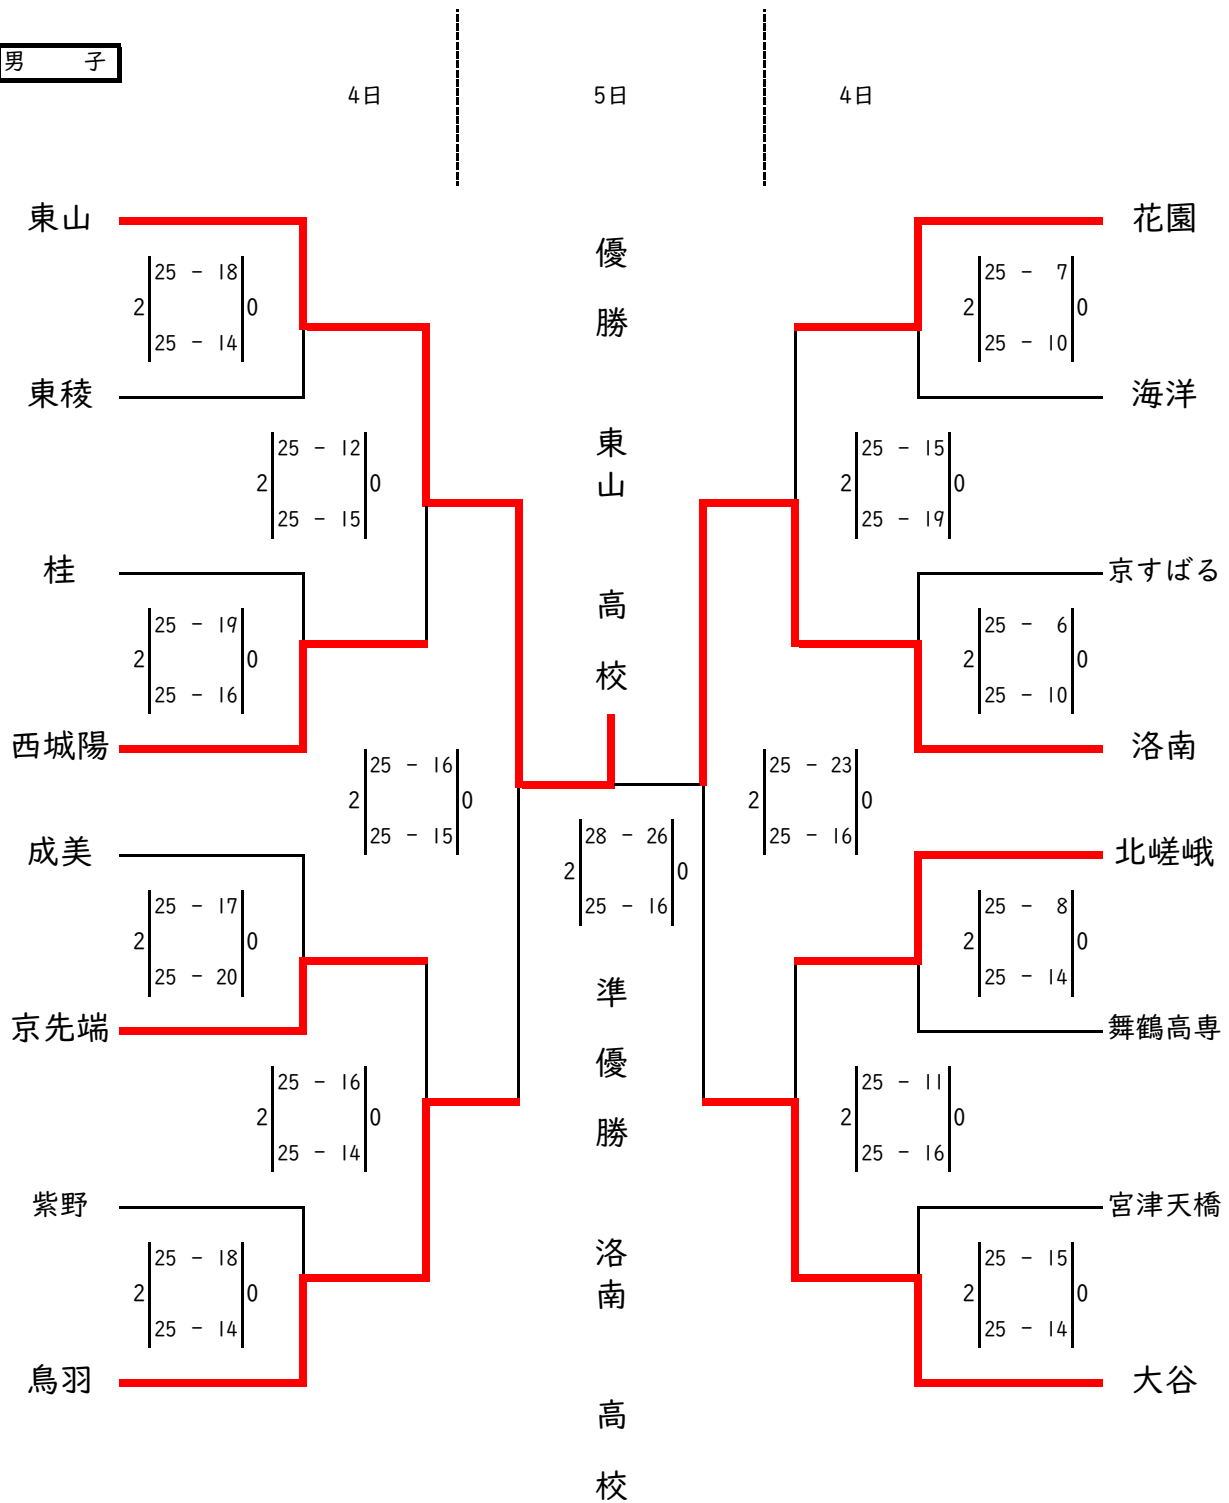 男 子
4日 5日 4日
優勝 東山 高校
準優勝 洛南 高校
東山
25 - 18
2 0
25 - 14
東稜
25 - 12
2 0
25 - 15
桂
25 - 19
2 0
25 - 16
西城陽
25 - 16
2 0
25 - 15
成美
25 - 17
2 0
25 - 20
京先端
25 - 16
2 0
25 - 14
紫野
25 - 18
2 0
25 - 14
鳥羽
28 - 26
2 0
25 - 16
花園
25 - 7
2 0
25 - 10
海洋
25 - 15
2 0
25 - 19
京すばる
25 - 6
2 0
25 - 10
洛南
25 - 23
2 0
25 - 16
北嵯峨
25 - 8
2 0
25 - 14
舞鶴高専
25 - 11
2 0
25 - 16
宮津天橋
25 - 15
2 0
25 - 14
大谷